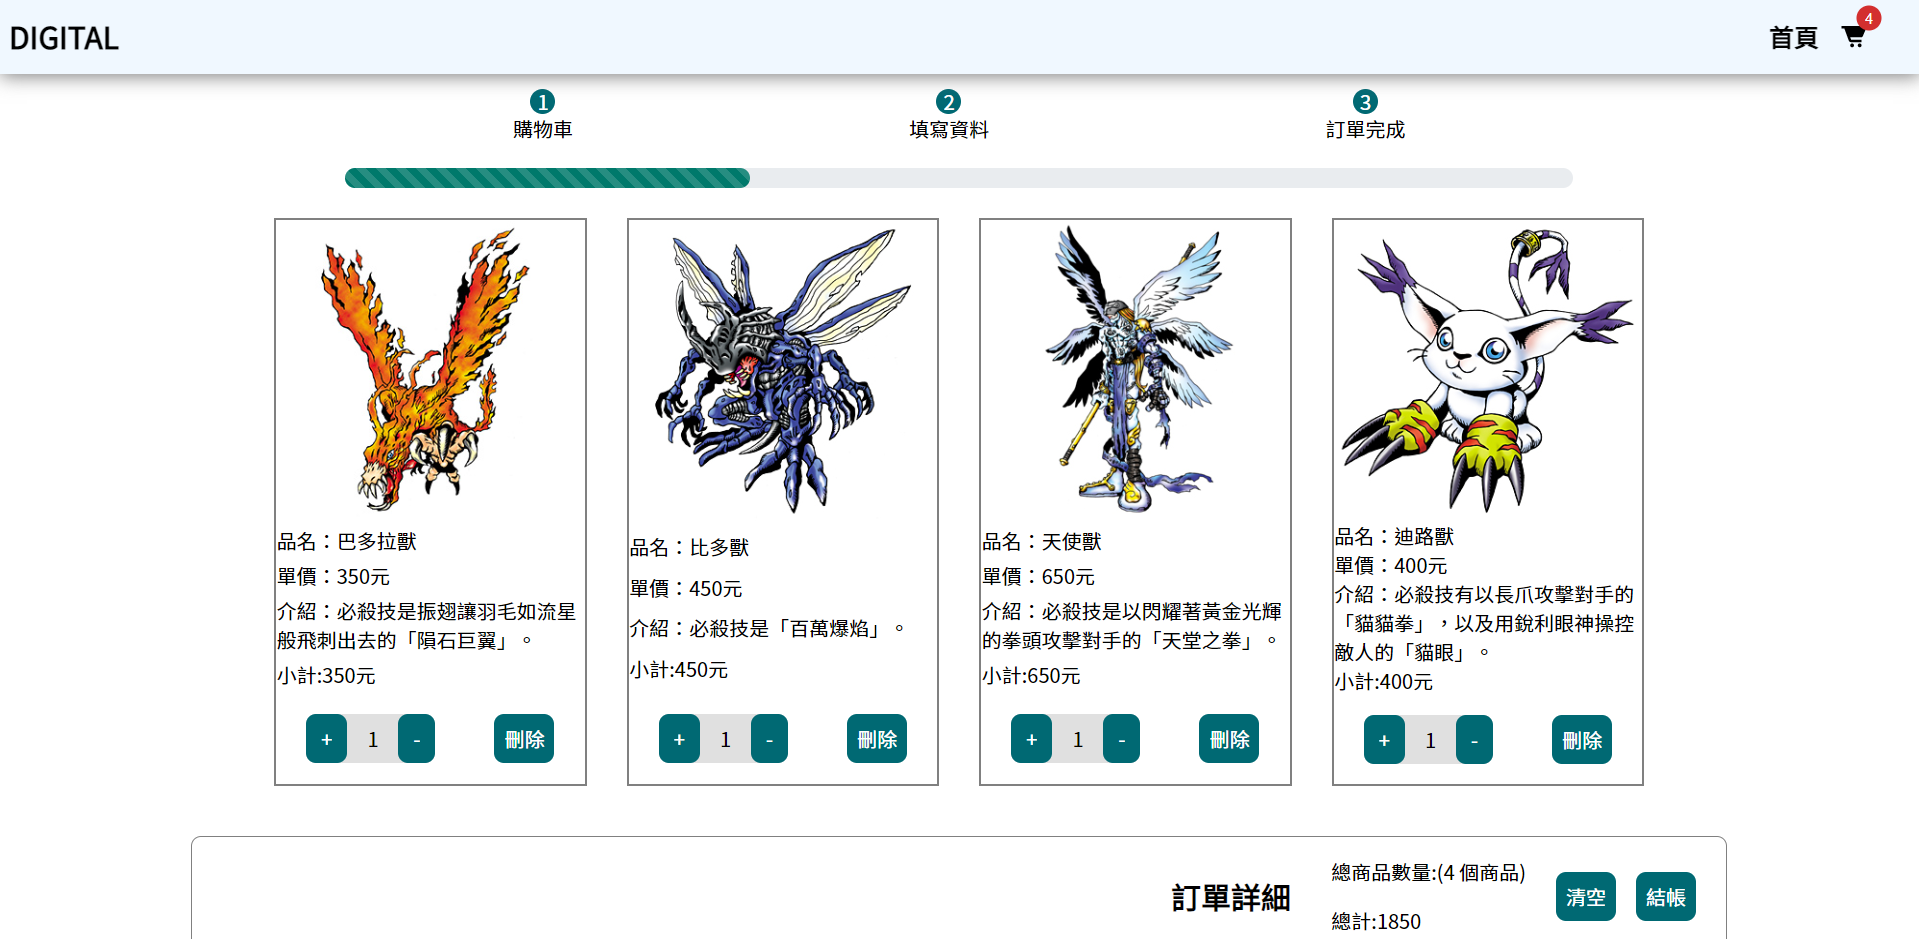 DIGITAL
首頁
4
1
購物車
2
填寫資料
3
訂單完成
品名：巴多拉獸
單價：350元
介紹：必殺技是振翅讓羽毛如流星
般飛刺出去的「隕石巨翼」。
小計:350元
+ 1 - 刪除
品名：比多獸
單價：450元
介紹：必殺技是「百萬爆焰」。
小計:450元
+ 1 - 刪除
品名：天使獸
單價：650元
介紹：必殺技是以閃耀著黃金光輝
的拳頭攻擊對手的「天堂之拳」。
小計:650元
+ 1 - 刪除
品名：迪路獸
單價：400元
介紹：必殺技有以長爪攻擊對手的
「貓貓拳」，以及用銳利眼神操控
敵人的「貓眼」。
小計:400元
+ 1 - 刪除
訂單詳細
總商品數量:(4 個商品)
總計:1850
清空
結帳